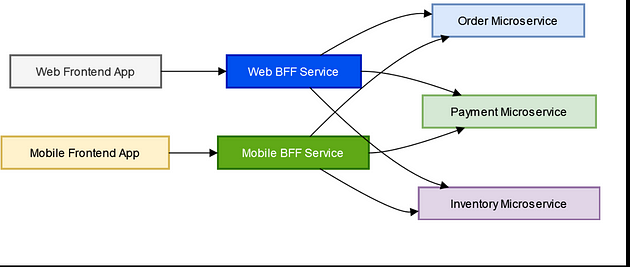 Order Microservice
Web Frontend App
Web BFF Service
Payment Microservice
Mobile Frontend App
Mobile BFF Service
Inventory Microservice